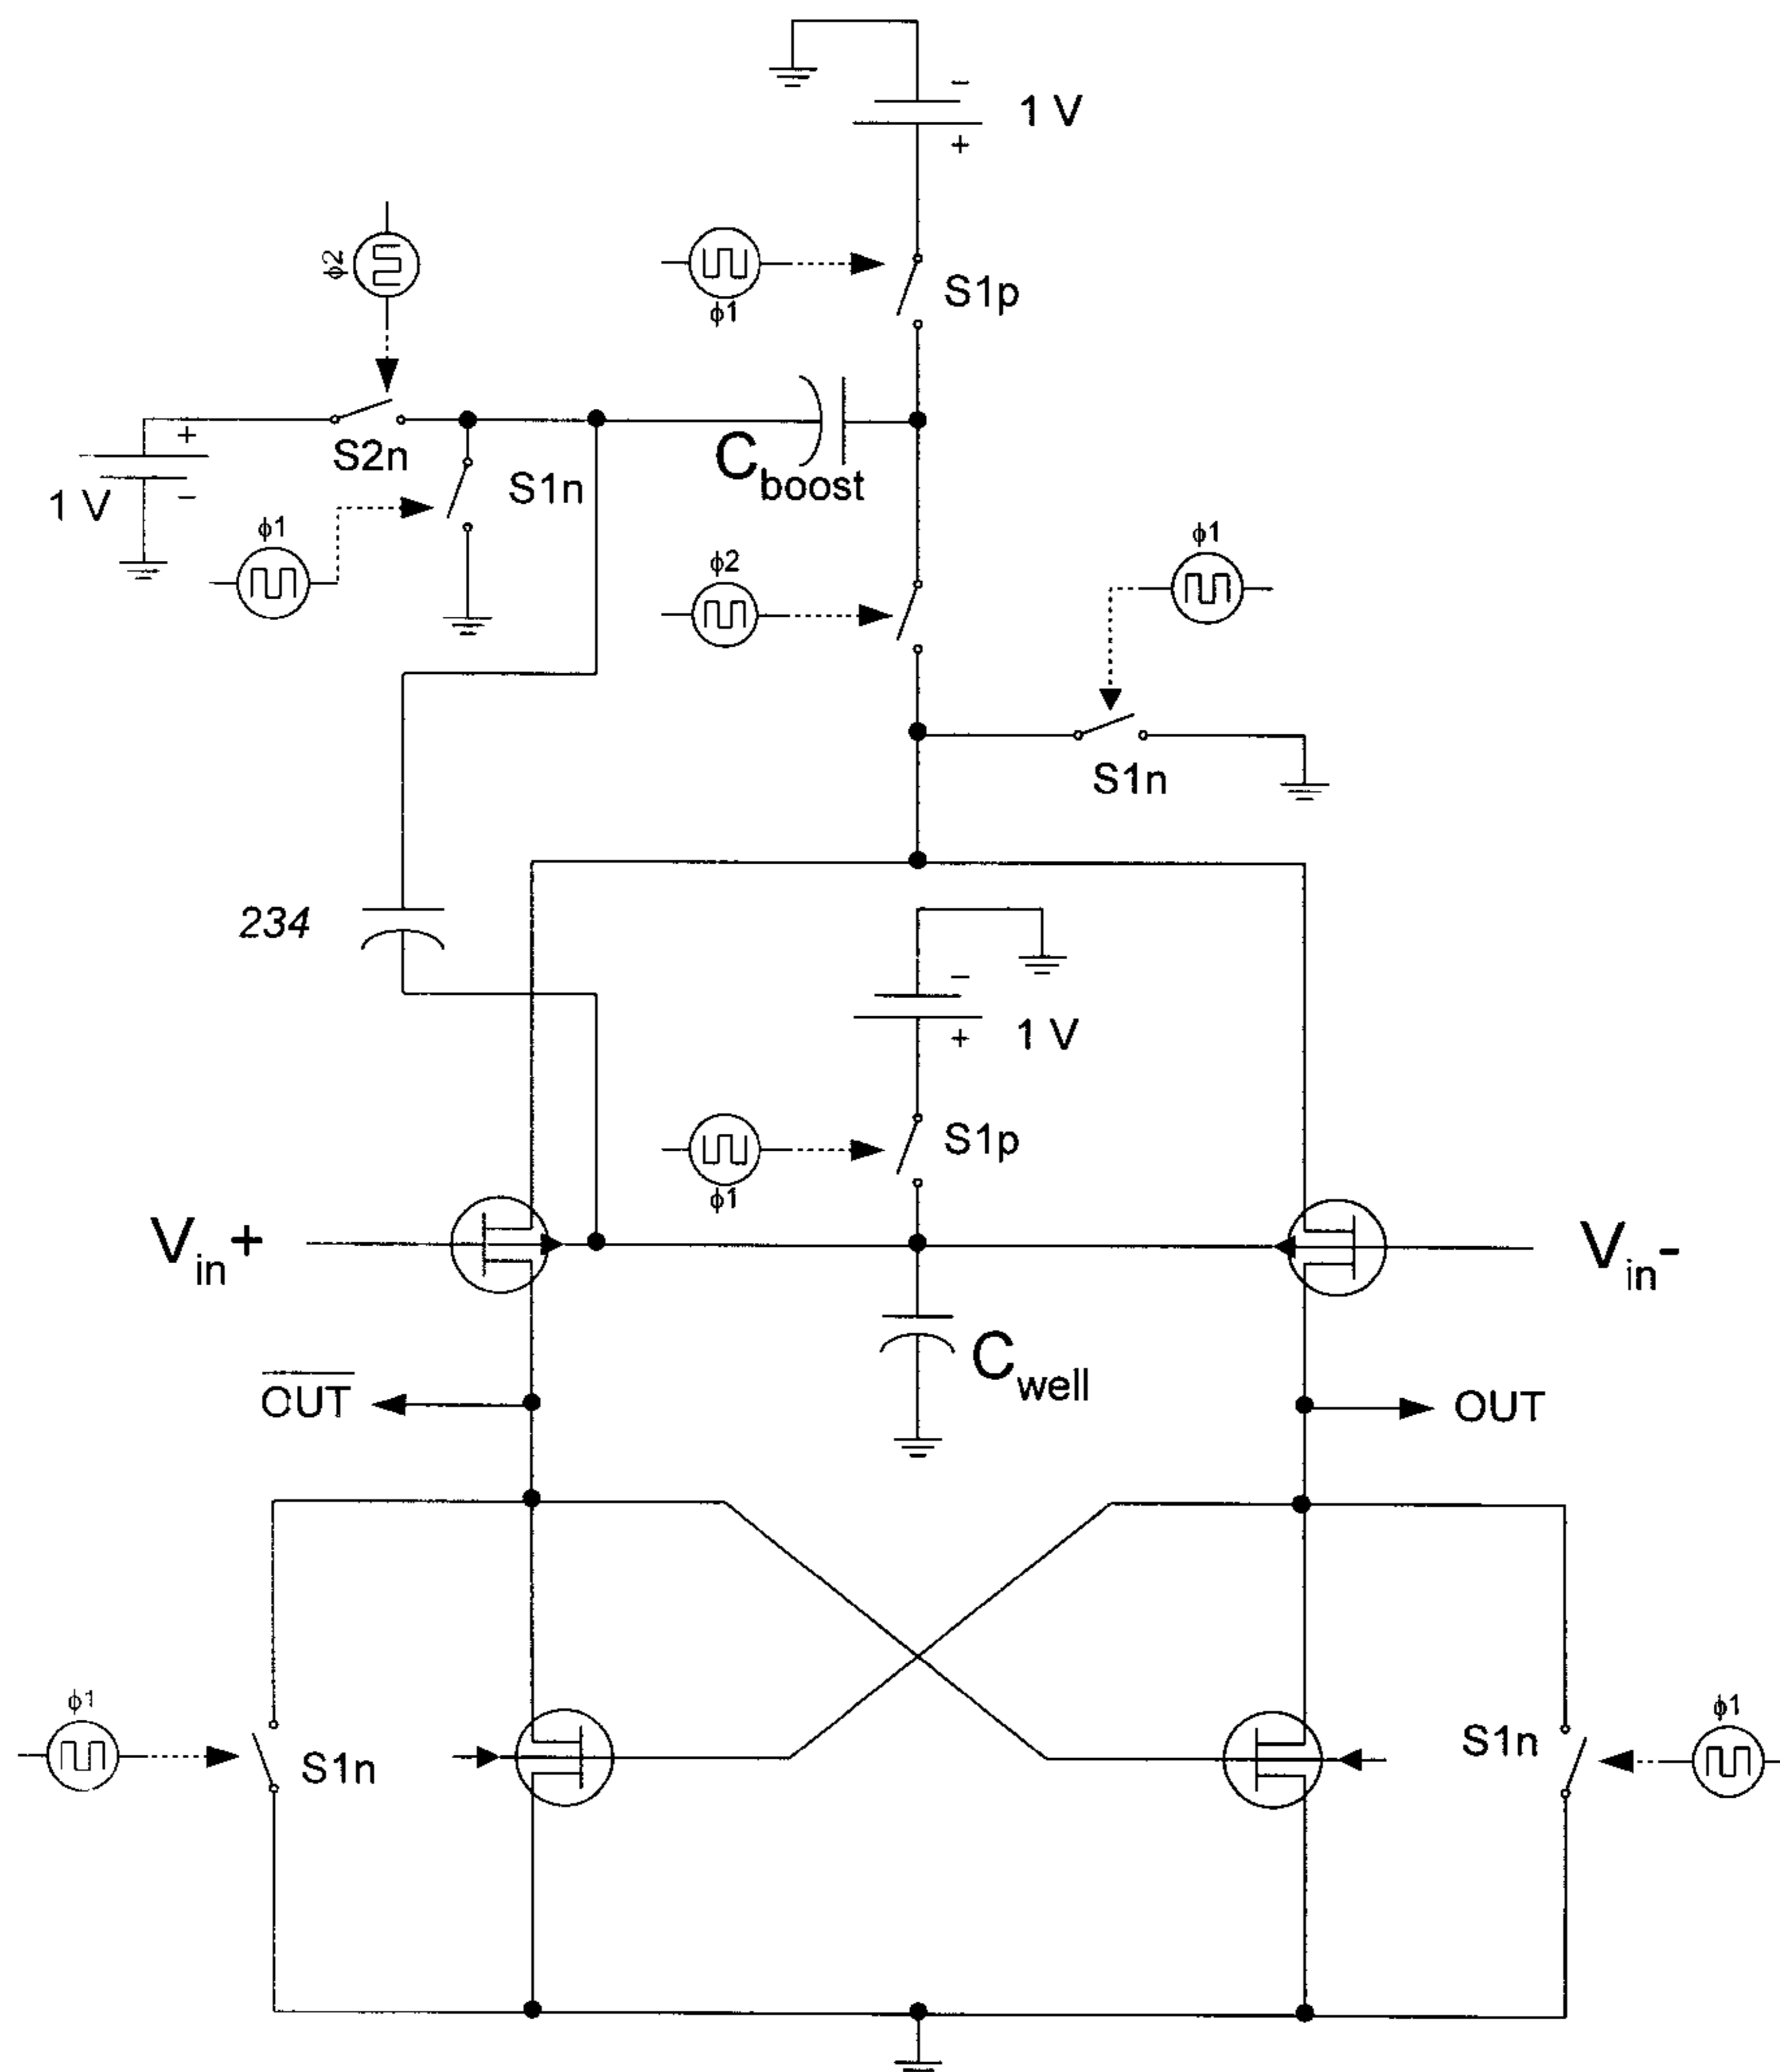 −
1 V
+
ϕ2
ϕ1
S1p
+
S2n
S1n
C_boost
1 V
−
ϕ1
ϕ2
ϕ1
S1n
234
−
1 V
+
S1p
ϕ1
V_in+
V_in-
C_well
O̅U̅T̅
OUT
ϕ1
S1n
S1n
ϕ1